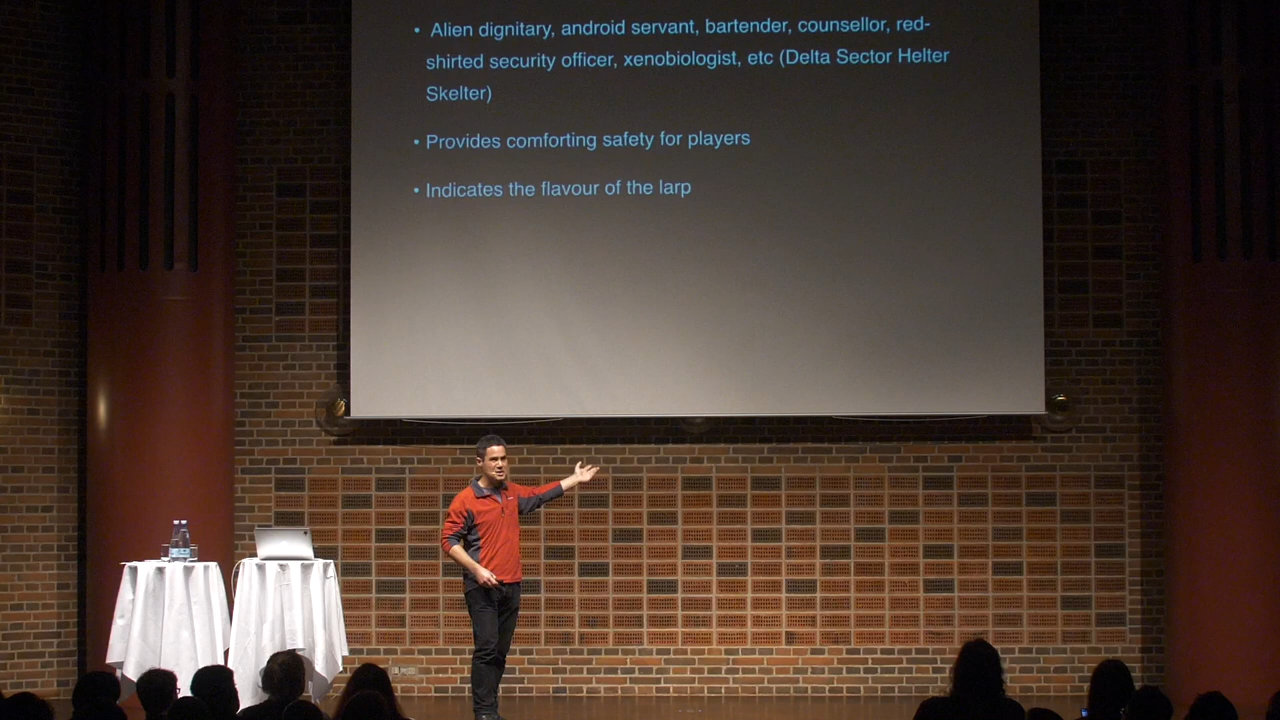 • Alien dignitary, android servant, bartender, counsellor, red-
shirted security officer, xenobiologist, etc (Delta Sector Helter
Skelter)
• Provides comforting safety for players
• Indicates the flavour of the larp